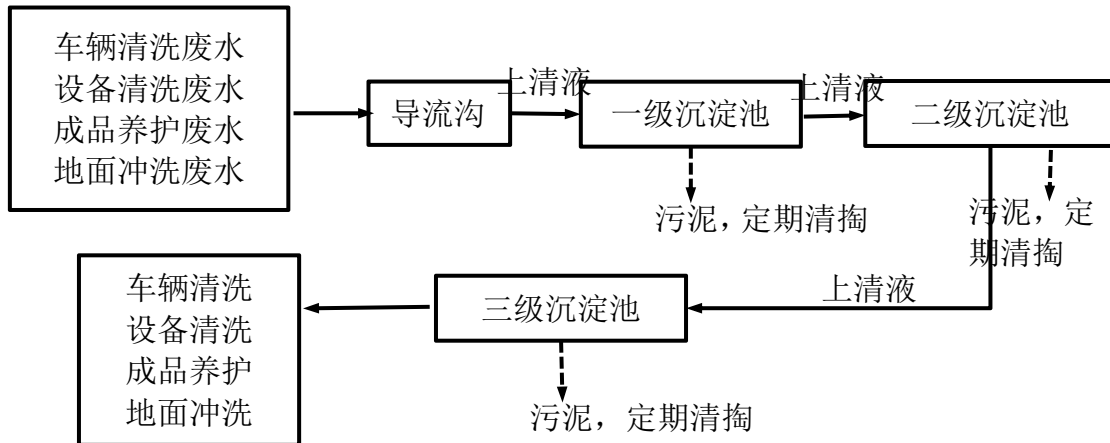 车辆清洗废水
设备清洗废水
成品养护废水
地面冲洗废水
导流沟
上清液
一级沉淀池
上清液
二级沉淀池
污泥，定期清掏
污泥，定
期清掏
车辆清洗
设备清洗
成品养护
地面冲洗
三级沉淀池
上清液
污泥，定期清掏